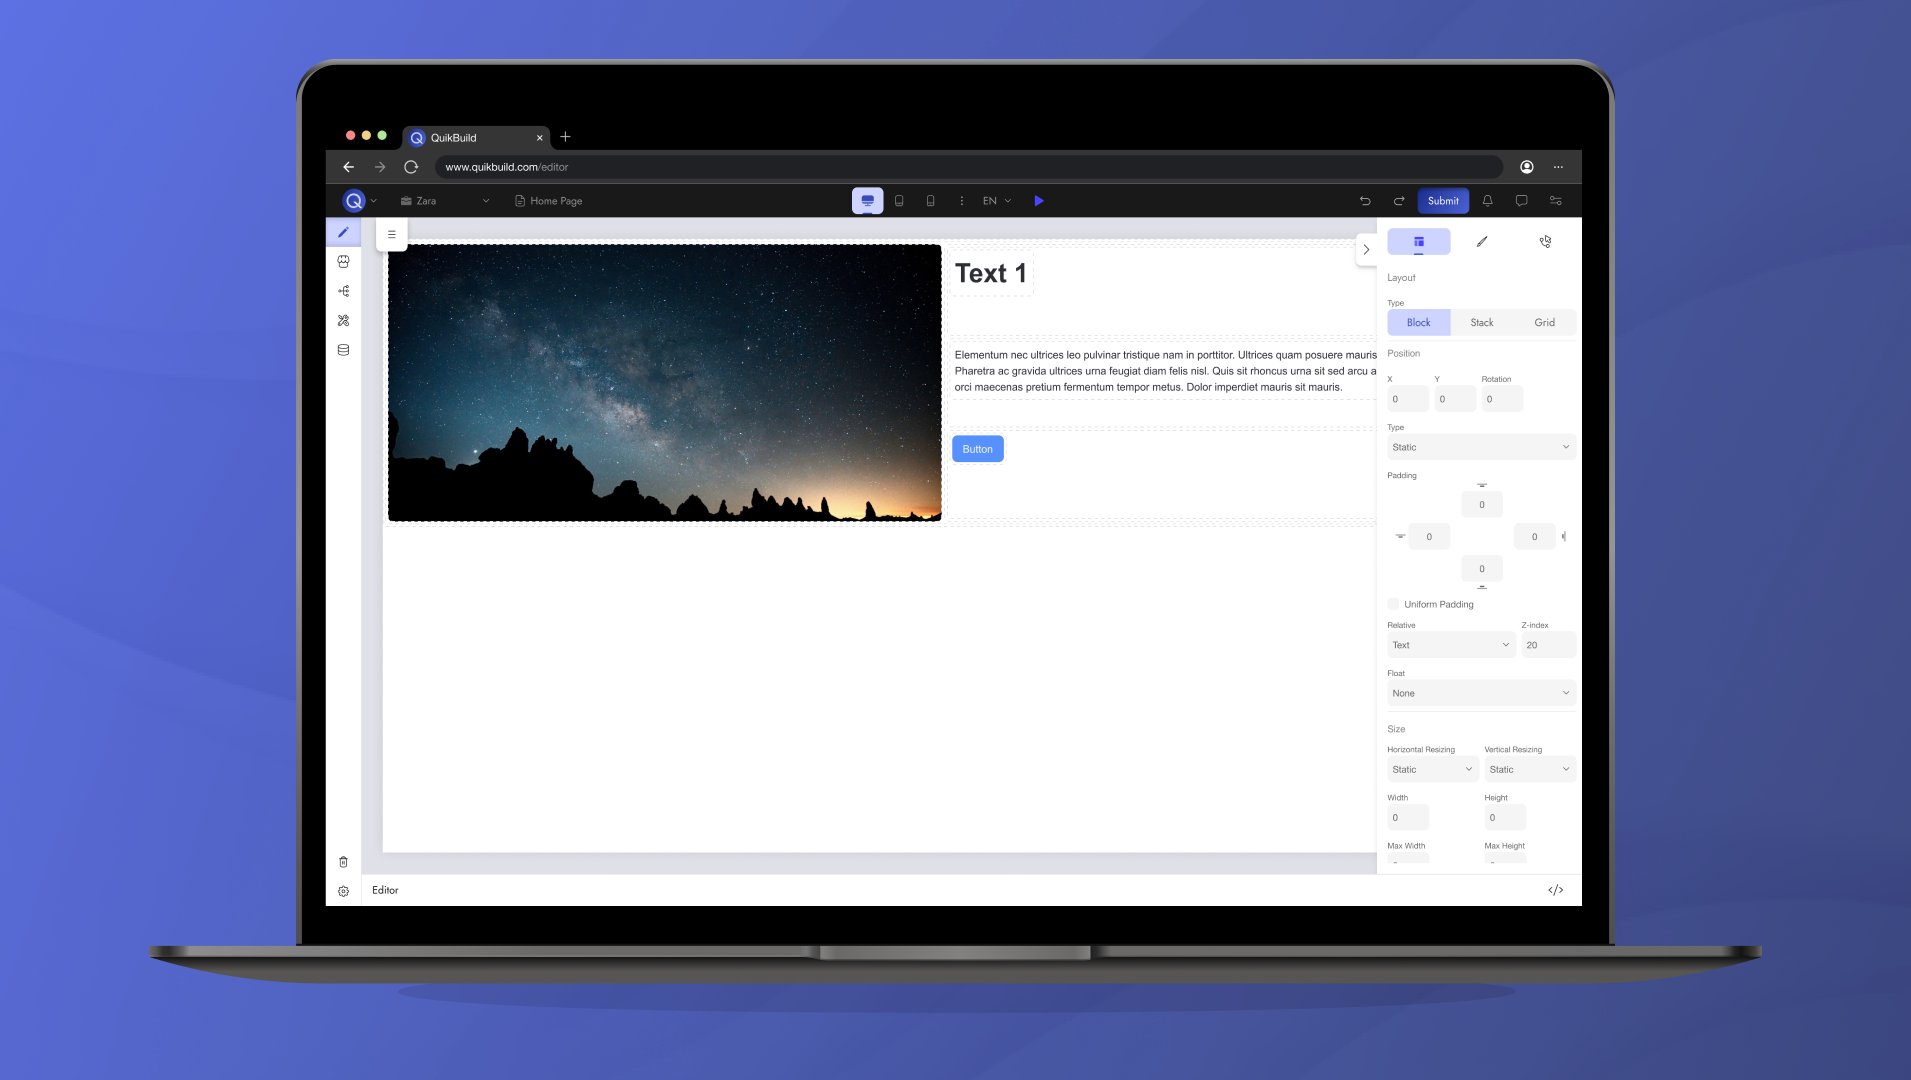 QuikBuild
www.quikbuild.com/editor
Zara
Home Page
EN
Submit
Text 1
Elementum nec ultrices leo pulvinar tristique nam in porttitor. Ultrices quam posuere mauris
Pharetra ac gravida ultrices urna feugiat diam felis nisl. Quis sit rhoncus urna sit sed arcu a
orci maecenas pretium fermentum tempor metus. Dolor imperdiet mauris sit mauris.
Button
Layout
Type
Block Stack Grid
Position
X Y Rotation
0 0 0
Type
Static
Padding
0
0 0
0
Uniform Padding
Relative Z-index
Text 20
Float
None
Size
Horizontal Resizing Vertical Resizing
Static Static
Width Height
0 0
Max Width Max Height
Editor